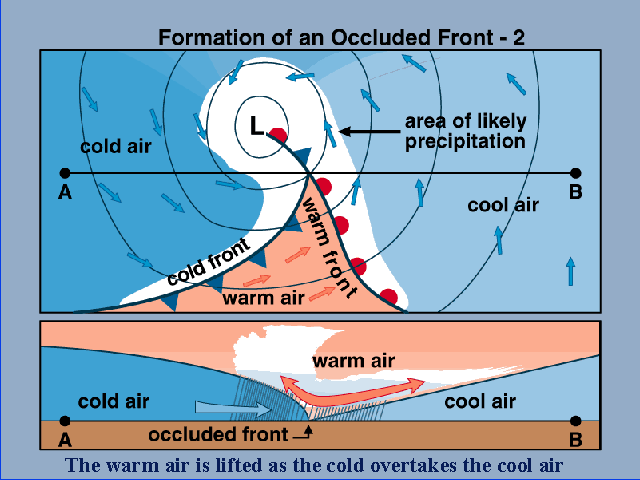 Formation of an Occluded Front - 2
L
area of likely
precipitation
cold air
A
B
cool air
warm front
cold front
warm air
warm air
cold air
cool air
A
occluded front
B
The warm air is lifted as the cold overtakes the cool air